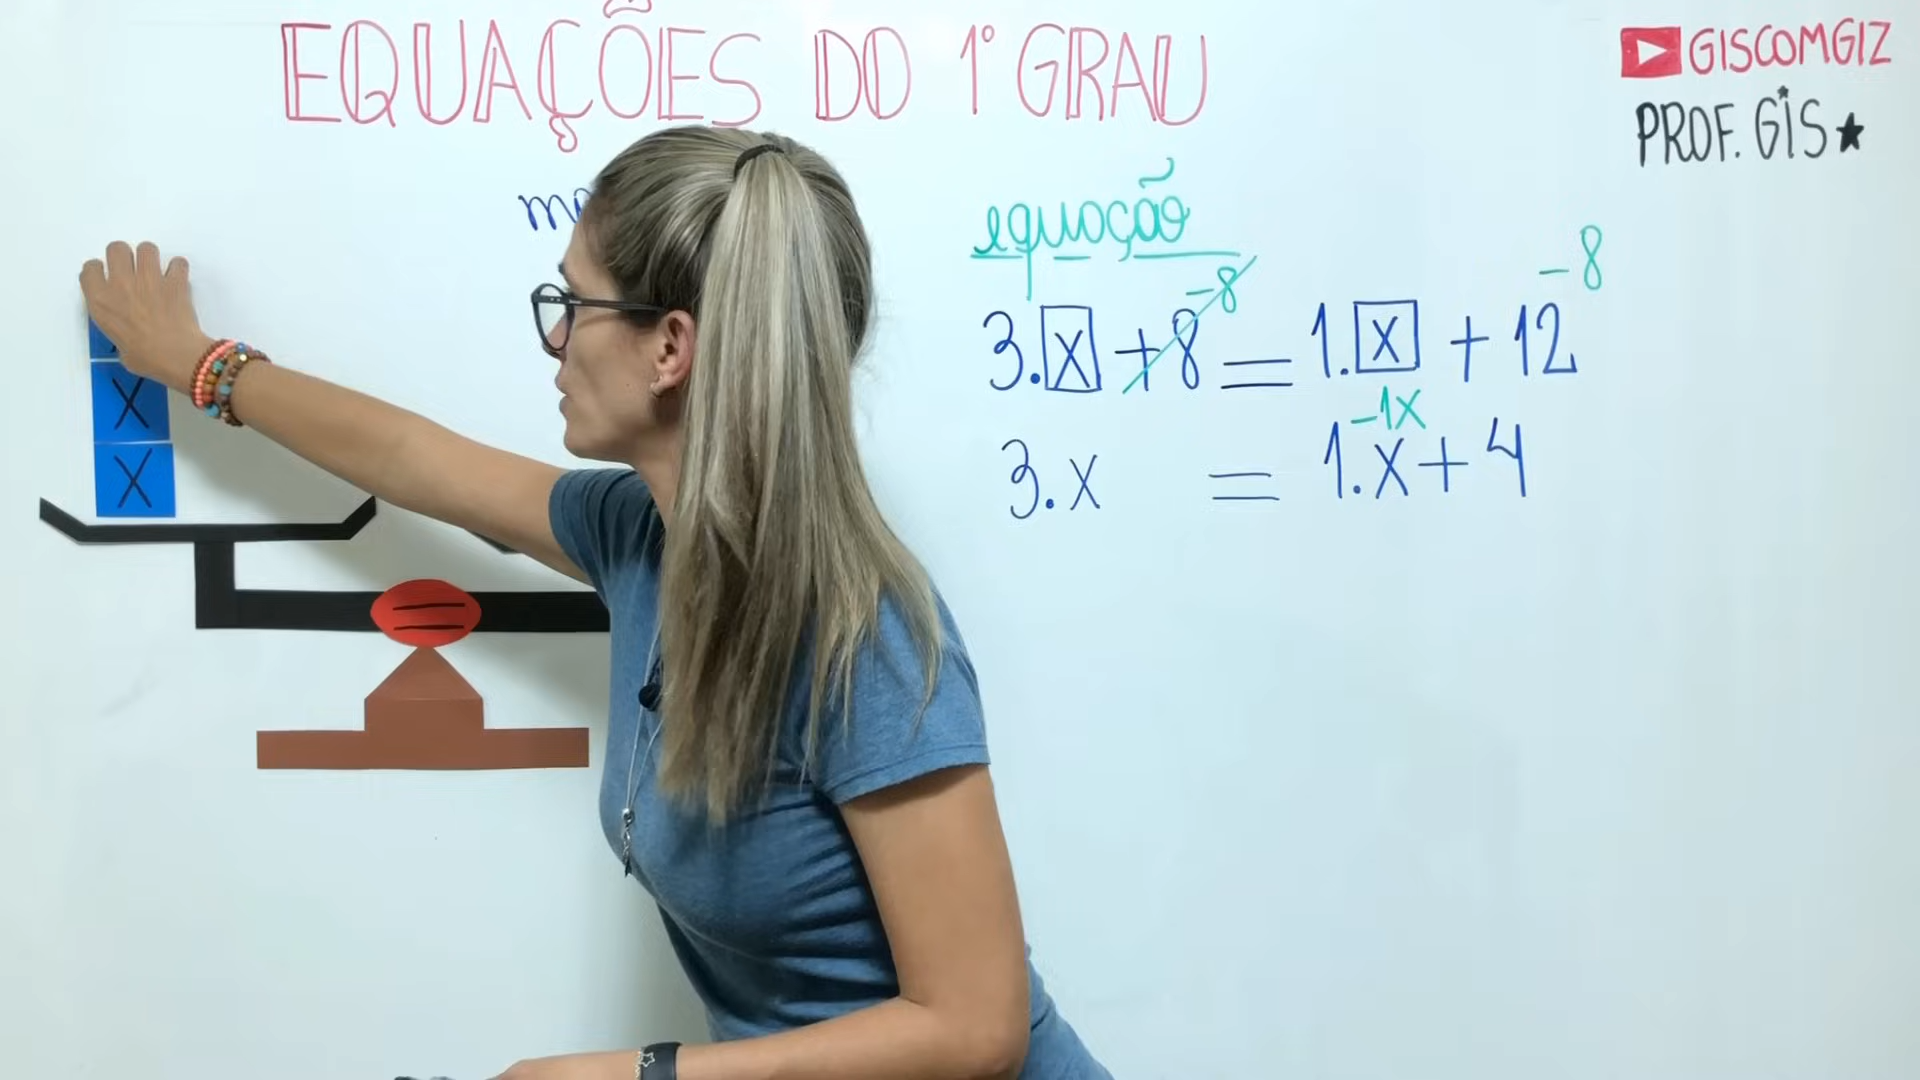 EQUAÇÕES DO 1º GRAU
GISCOMGIZ
PROF. GIS
equação
-8
-8
3.x +8 = 1.x + 12
-1x
3.x = 1.x + 4
X
X
=